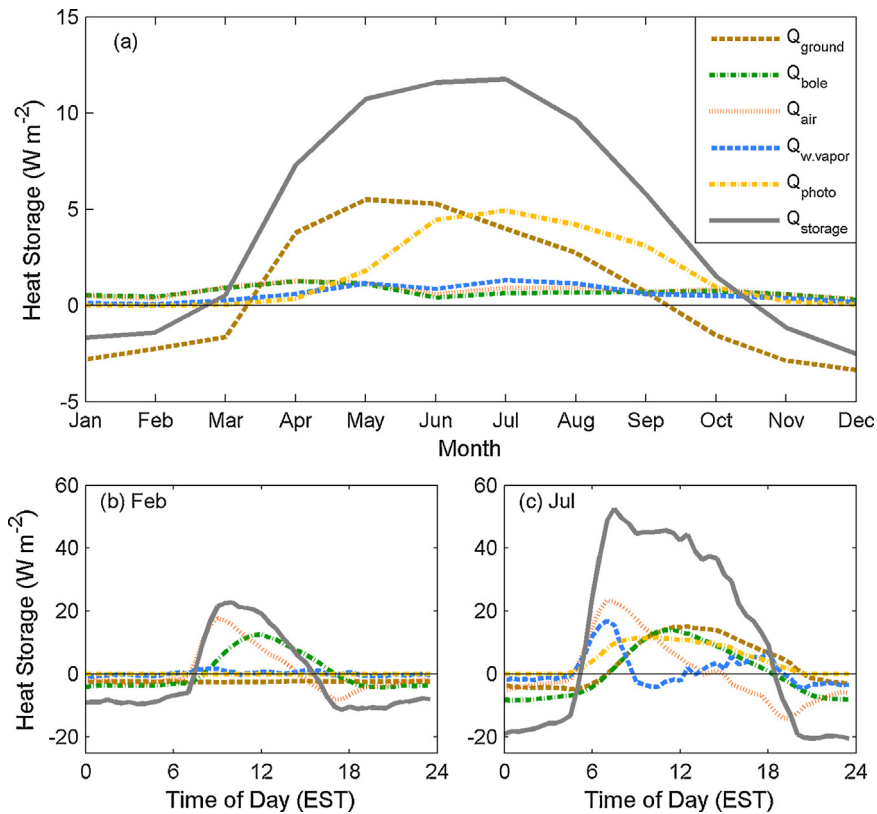 (a)
15
10
5
0
-5
Heat Storage (W m⁻²)
Q_ground
Q_bole
Q_air
Q_w.vapor
Q_photo
Q_storage
Jan Feb Mar Apr May Jun Jul Aug Sep Oct Nov Dec
Month
(b) Feb
60
40
20
0
-20
Heat Storage (W m⁻²)
0 6 12 18 24
Time of Day (EST)
(c) Jul
60
40
20
0
-20
0 6 12 18 24
Time of Day (EST)